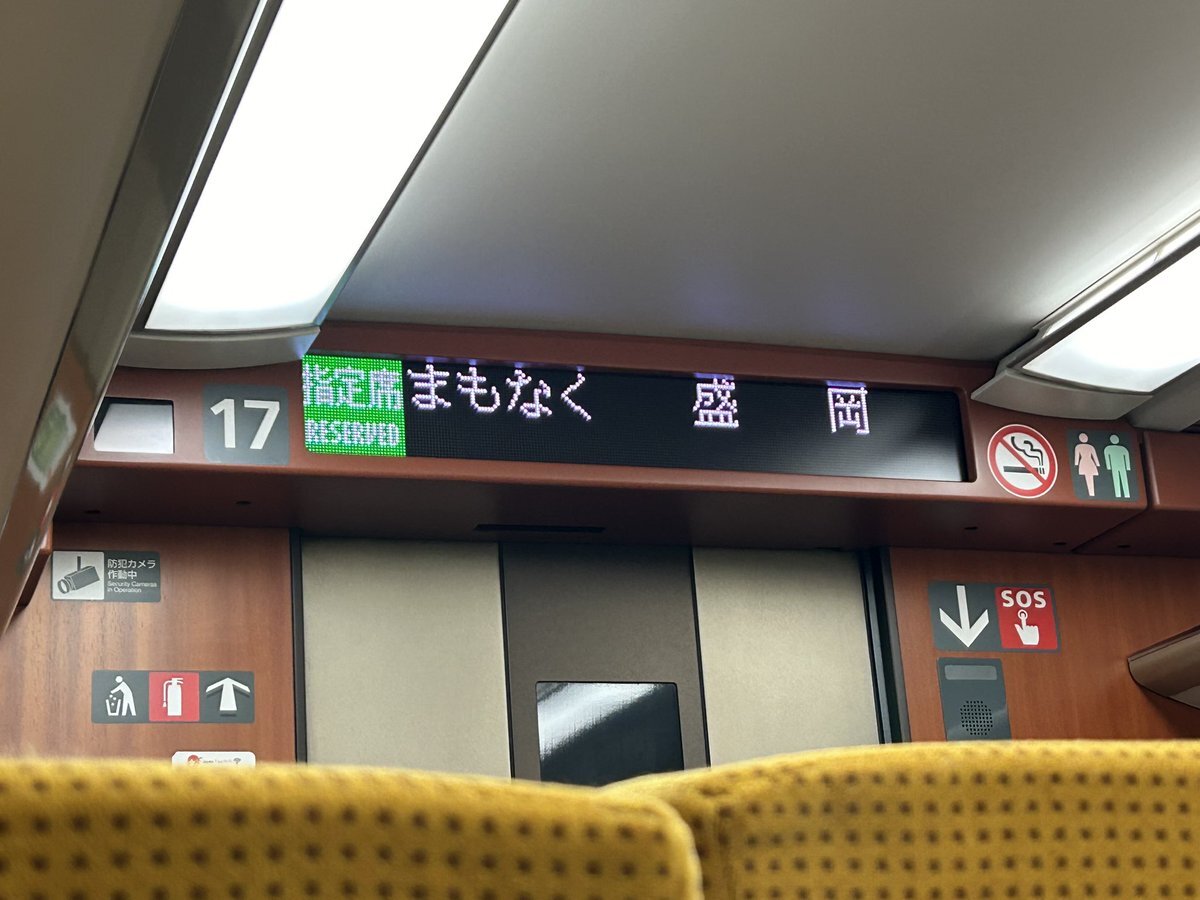 17
指定席
RESERVED
まもなく 盛 岡
防犯カメラ
作動中
Security Cameras
in Operation
SOS